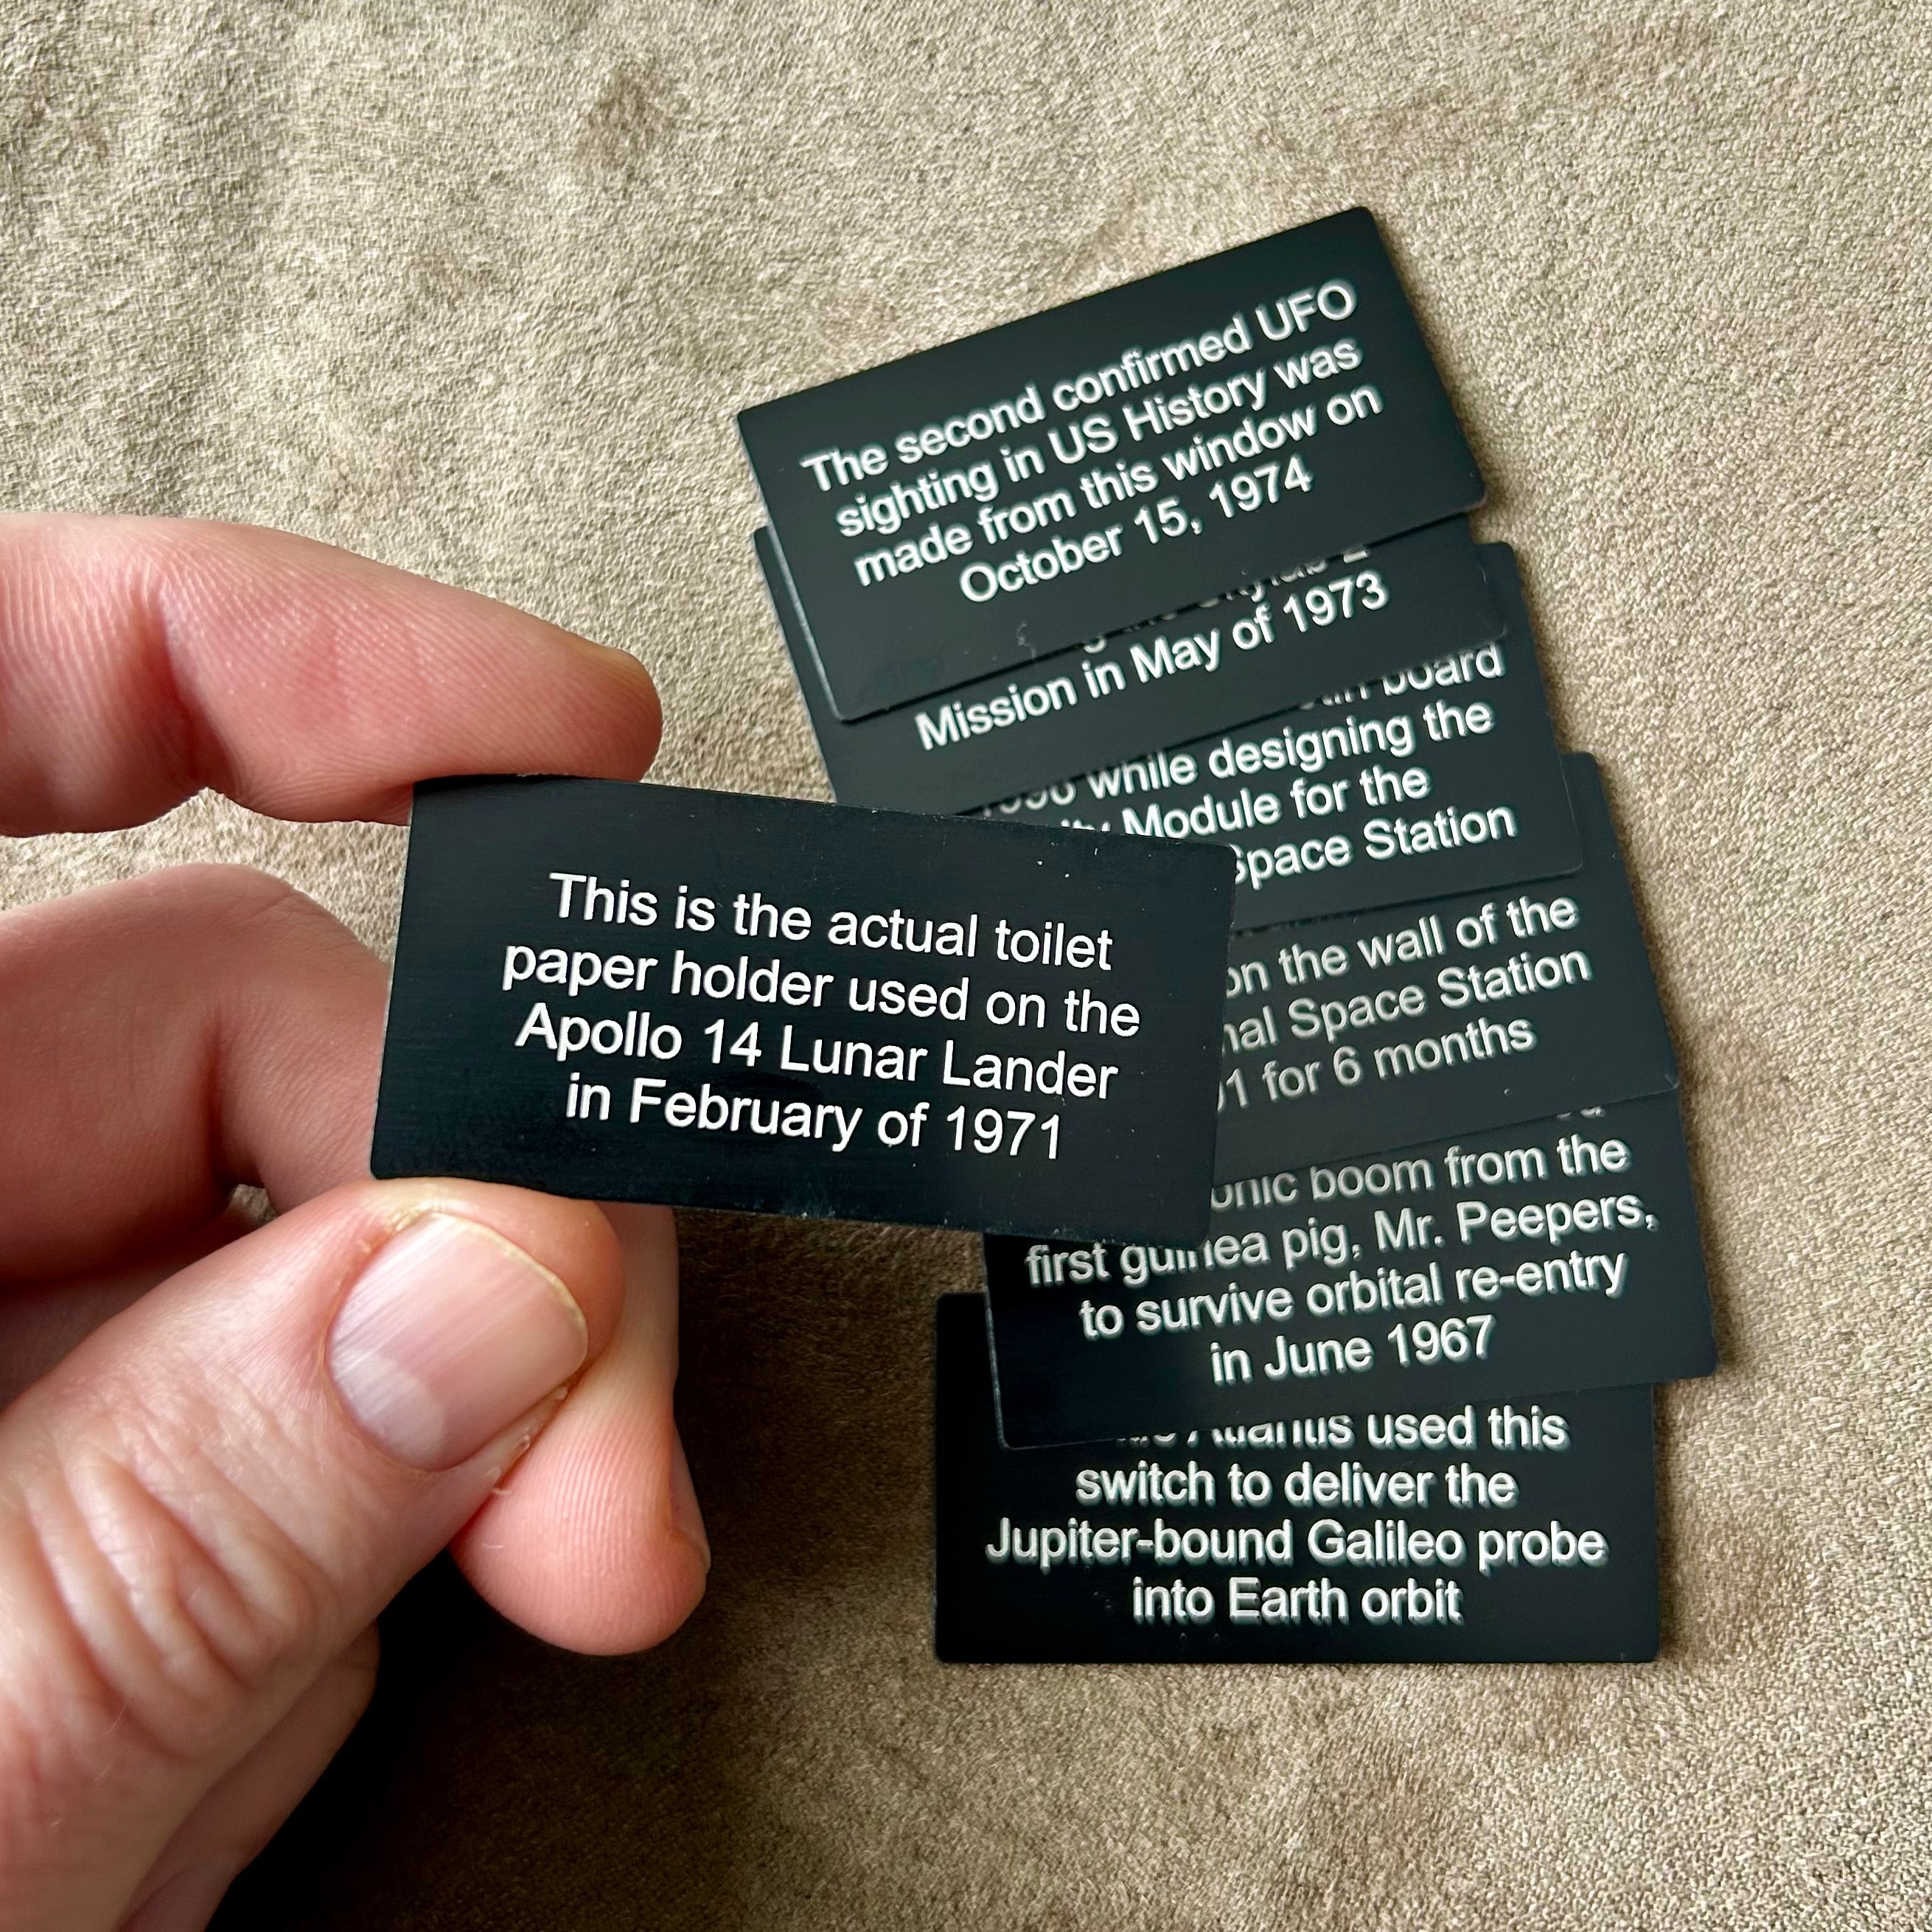 This is the actual toilet
paper holder used on the
Apollo 14 Lunar Lander
in February of 1971
The second confirmed UFO
sighting in US History was
made from this window on
October 15, 1974
Mission in May of 1973
board
while designing the
Module for the
Space Station
on the wall of the
Space Station
for 6 months
boom from the
first guinea pig, Mr. Peepers,
to survive orbital re-entry
in June 1967
Atlantis used this
switch to deliver the
Jupiter-bound Galileo probe
into Earth orbit